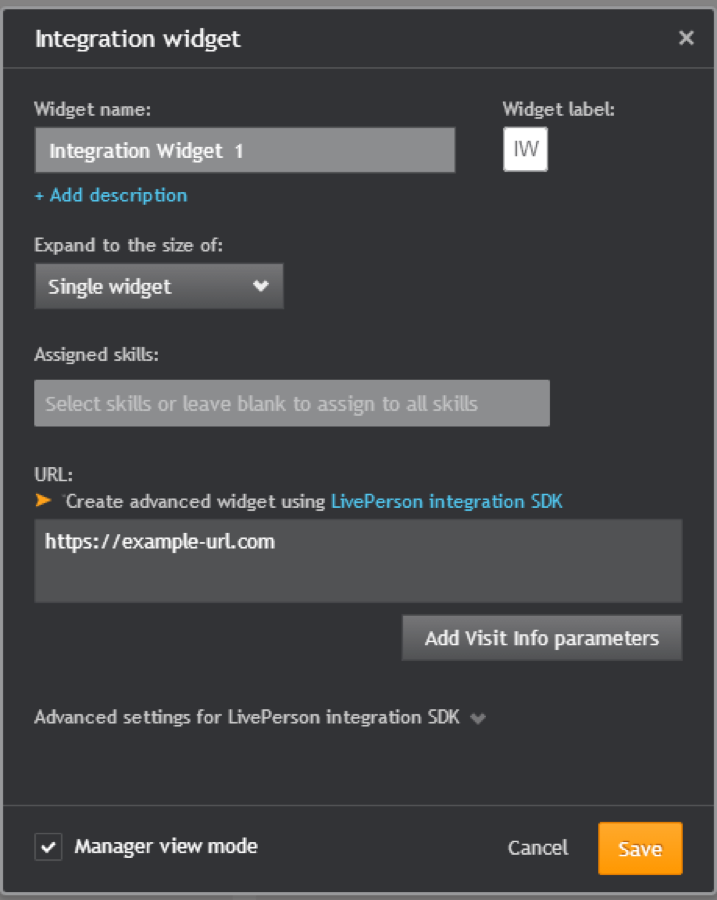 Integration widget
Widget name:
Widget label:
Integration Widget 1
IW
+ Add description
Expand to the size of:
Single widget
Assigned skills:
Select skills or leave blank to assign to all skills
URL:
Create advanced widget using LivePerson integration SDK
https://example-url.com
Add Visit Info parameters
Advanced settings for LivePerson integration SDK
Manager view mode
Cancel
Save